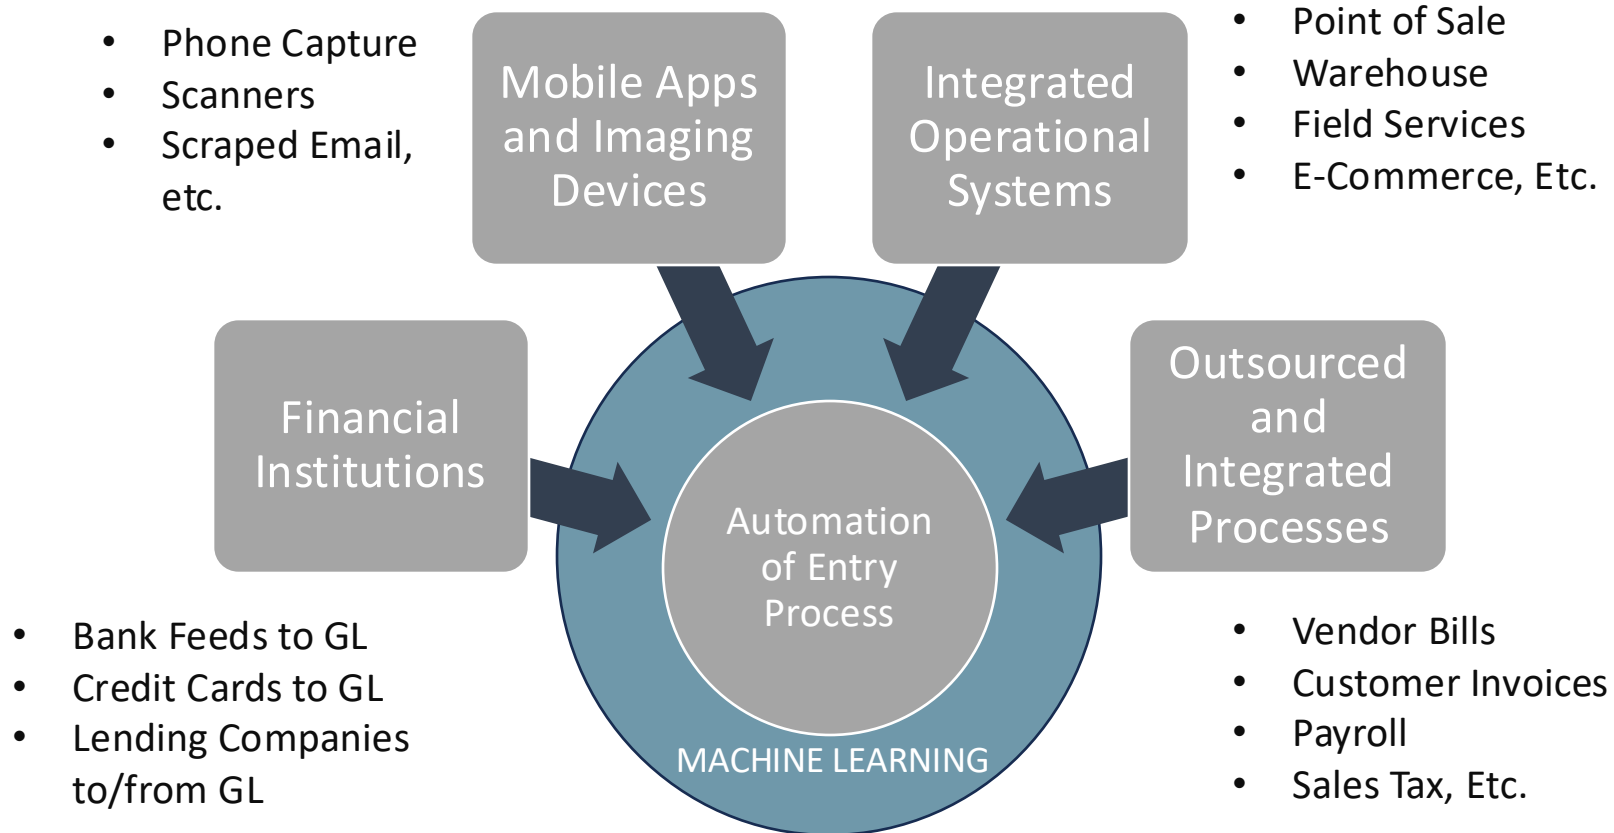 • Phone Capture
• Scanners
• Scraped Email,
etc.
Mobile Apps
and Imaging
Devices
Integrated
Operational
Systems
• Point of Sale
• Warehouse
• Field Services
• E-Commerce, Etc.
Financial
Institutions
Outsourced
and
Integrated
Processes
Automation
of Entry
Process
MACHINE LEARNING
• Bank Feeds to GL
• Credit Cards to GL
• Lending Companies
to/from GL
• Vendor Bills
• Customer Invoices
• Payroll
• Sales Tax, Etc.